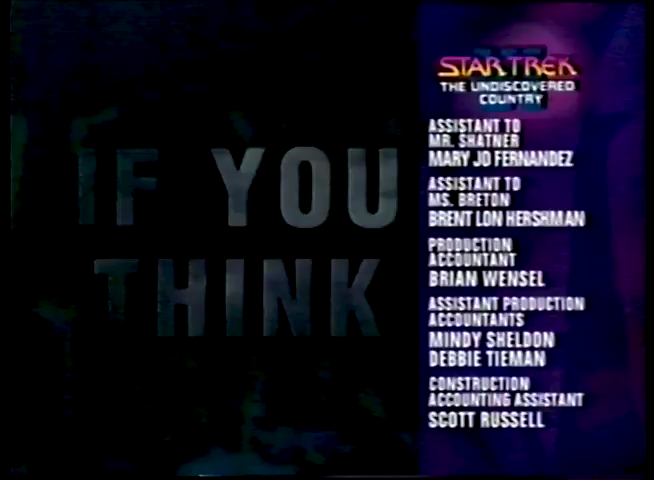 IF YOU
THINK
STAR TREK
THE UNDISCOVERED
COUNTRY
ASSISTANT TO
MR. SHATNER
MARY JO FERNANDEZ
ASSISTANT TO
MS. BRETON
BRENT LON HERSHMAN
PRODUCTION
ACCOUNTANT
BRIAN WENSEL
ASSISTANT PRODUCTION
ACCOUNTANTS
MINDY SHELDON
DEBBIE TIEMAN
CONSTRUCTION
ACCOUNTING ASSISTANT
SCOTT RUSSELL